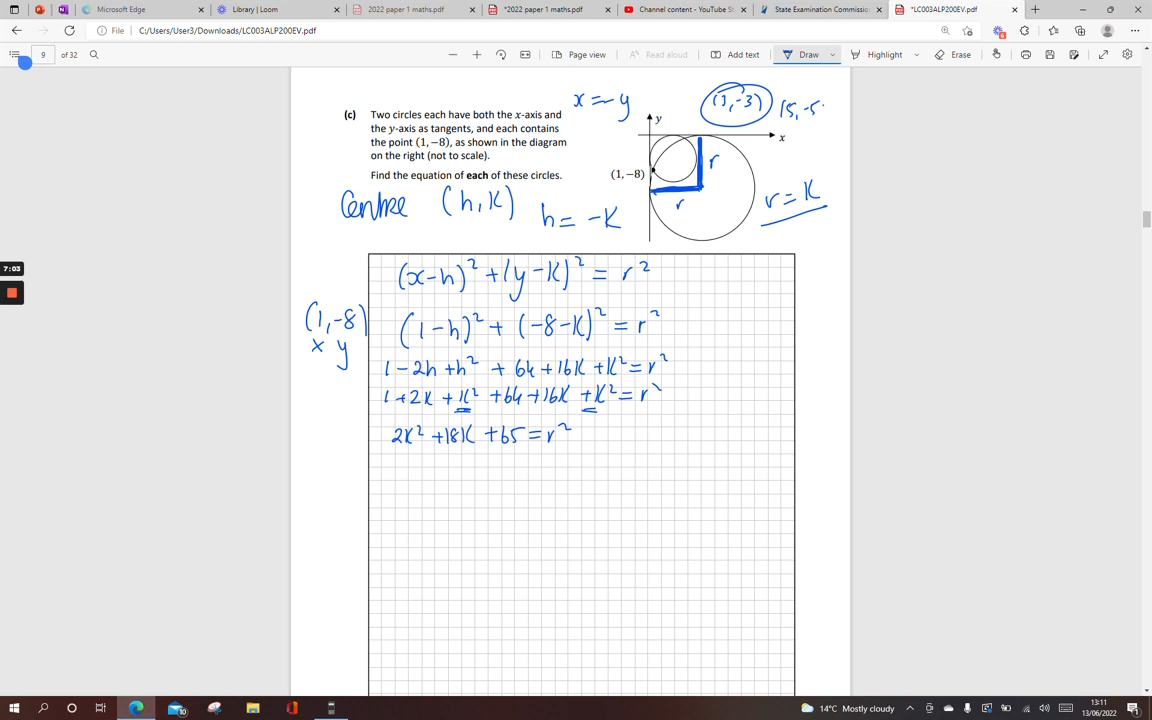 Microsoft Edge
Library | Loom
2022 paper 1 maths.pdf
*2022 paper 1 maths.pdf
Channel content - YouTube St
State Examination Commissio
*LC003ALP200EV.pdf
File
C:/Users/User3/Downloads/LC003ALP200EV.pdf
9 of 32
Page view
Read aloud
Add text
Draw
Highlight
Erase
x = -y
(3,-3)
15,-5
(c) Two circles each have both the x-axis and
the y-axis as tangents, and each contains
the point (1, −8), as shown in the diagram
on the right (not to scale).
Find the equation of each of these circles.
y
x
(1, −8)
r
r
r = K
Centre (h, K)
h = -K
7:03
(x-h)² + (y-K)² = r²
(1,-8)
x y
(1-h)² + (-8-K)² = r²
1 - 2h + h² + 64 + 16K + K² = r²
1 + 2K + K² + 64 + 16K + K² = r²
2K² + 18K + 65 = r²
10
14°C Mostly cloudy
13:11
13/06/2022